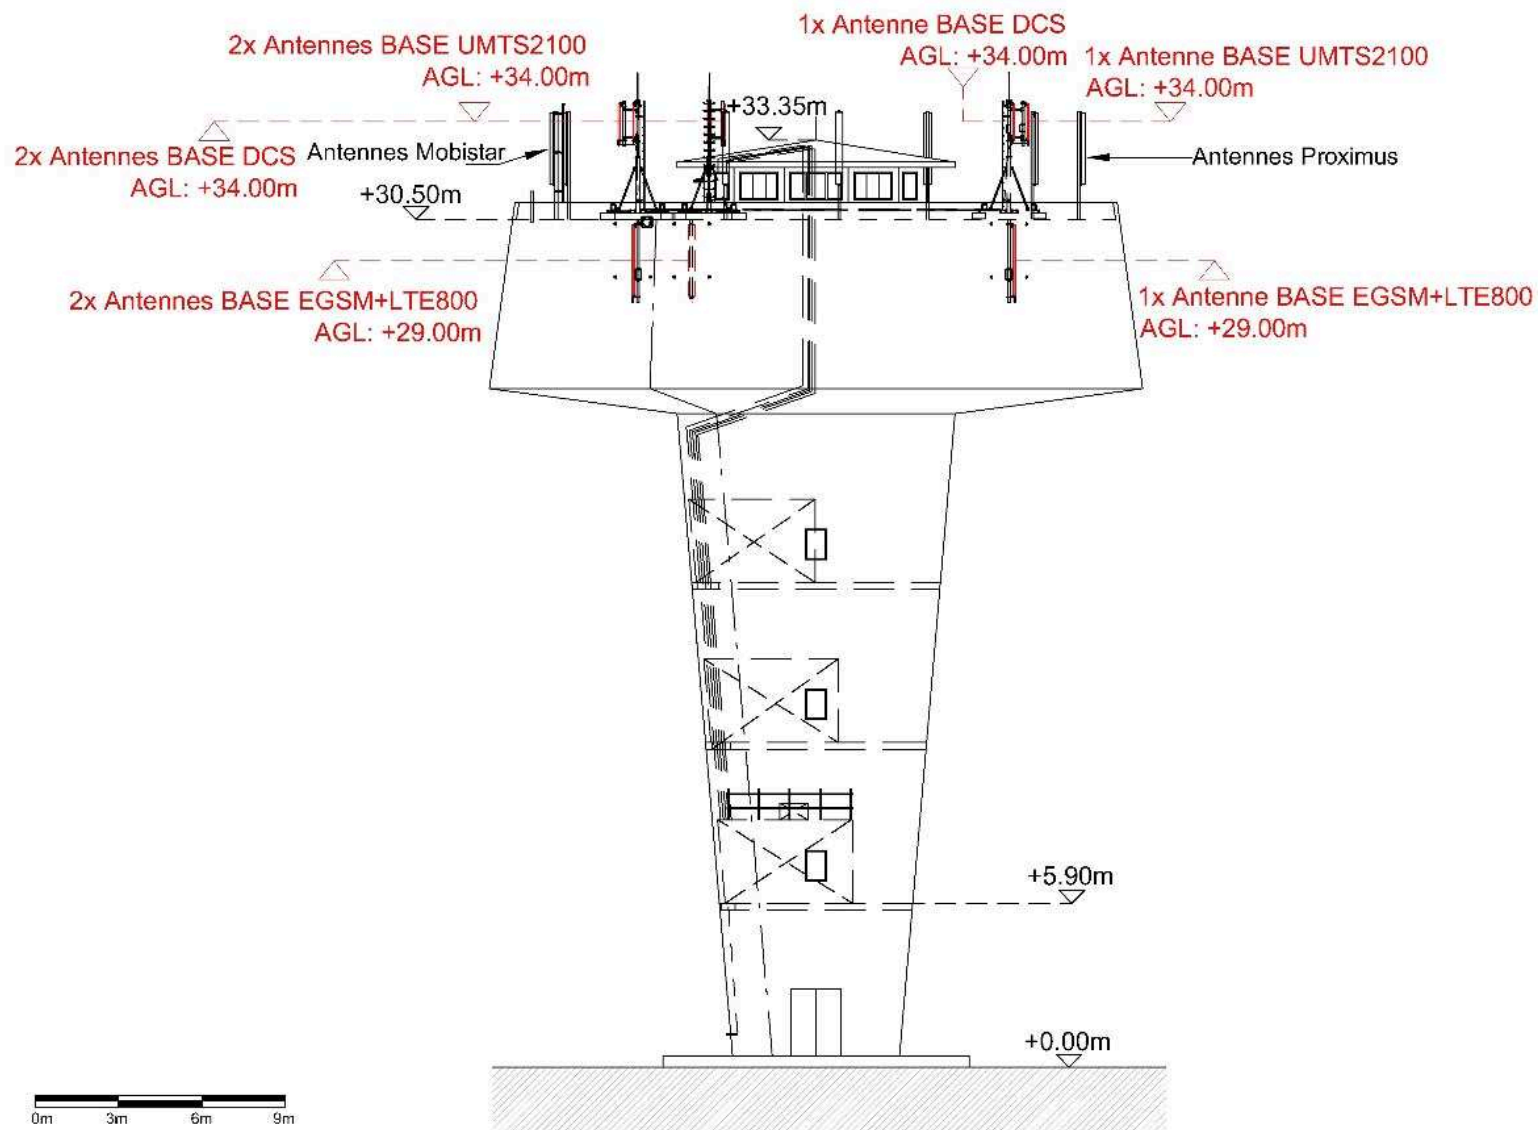 1x Antenne BASE DCS
AGL: +34.00m
2x Antennes BASE UMTS2100
AGL: +34.00m
1x Antenne BASE UMTS2100
AGL: +34.00m
+33.35m
2x Antennes BASE DCS
AGL: +34.00m
Antennes Mobistar
Antennes Proximus
+30.50m
2x Antennes BASE EGSM+LTE800
AGL: +29.00m
1x Antenne BASE EGSM+LTE800
AGL: +29.00m
+5.90m
+0.00m
0m 3m 6m 9m